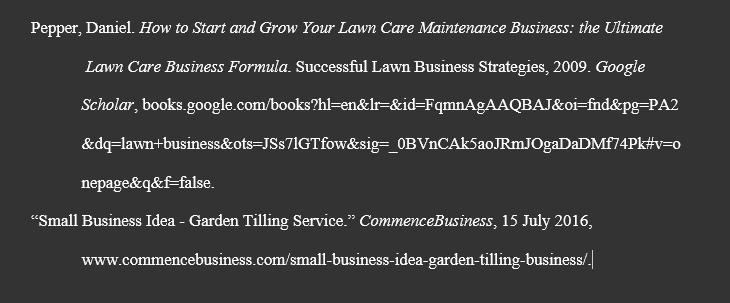 Pepper, Daniel. How to Start and Grow Your Lawn Care Maintenance Business: the Ultimate
Lawn Care Business Formula. Successful Lawn Business Strategies, 2009. Google
Scholar, books.google.com/books?hl=en&lr=&id=FqmnAgAAQBAJ&oi=fnd&pg=PA2
&dq=lawn+business&ots=JSs7lGTfow&sig=_0BVnCAk5aoJRmJOgaDaDMf74Pk#v=o
nepage&q&f=false.
“Small Business Idea - Garden Tilling Service.” CommenceBusiness, 15 July 2016,
www.commencebusiness.com/small-business-idea-garden-tilling-business/.